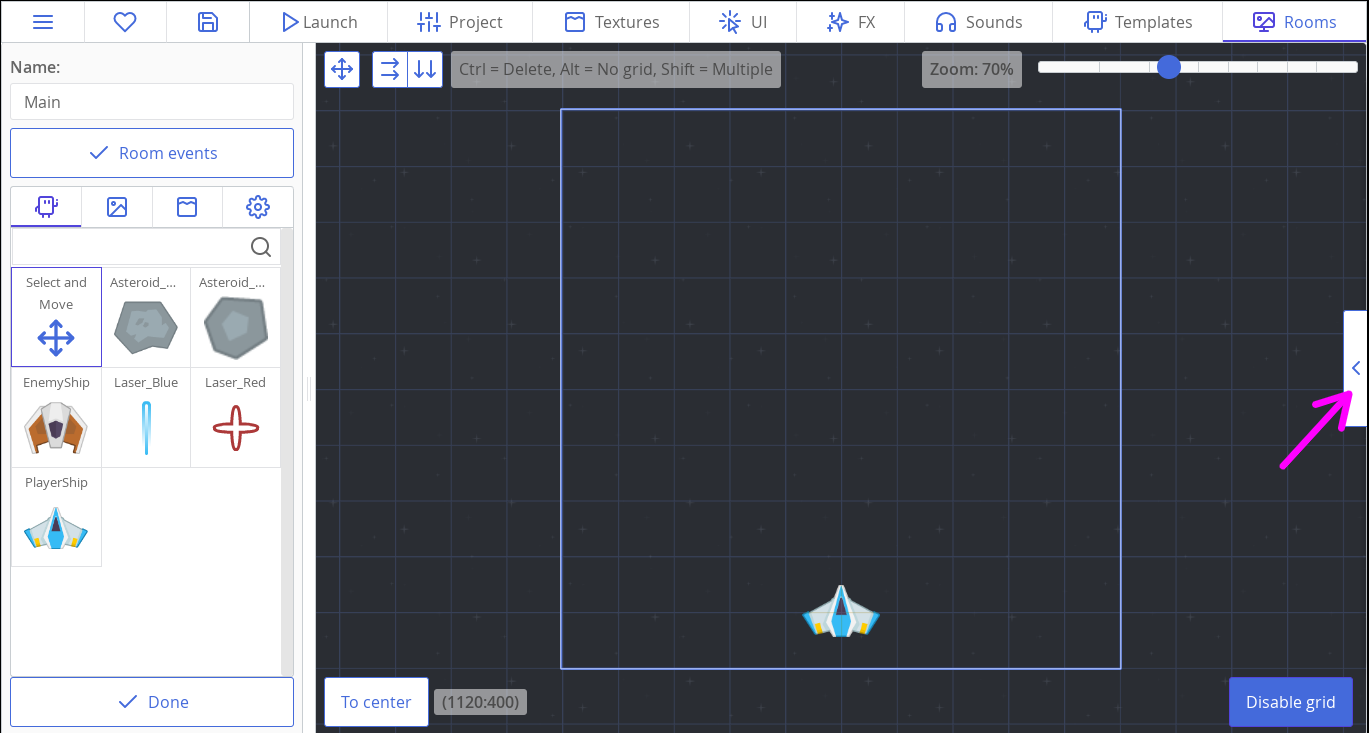 Launch
Project
Textures
UI
FX
Sounds
Templates
Rooms
Name:
Main
Room events
Ctrl = Delete, Alt = No grid, Shift = Multiple
Zoom: 70%
Select and
Move
Asteroid_...
Asteroid_...
EnemyShip
Laser_Blue
Laser_Red
PlayerShip
Done
To center
(1120:400)
Disable grid